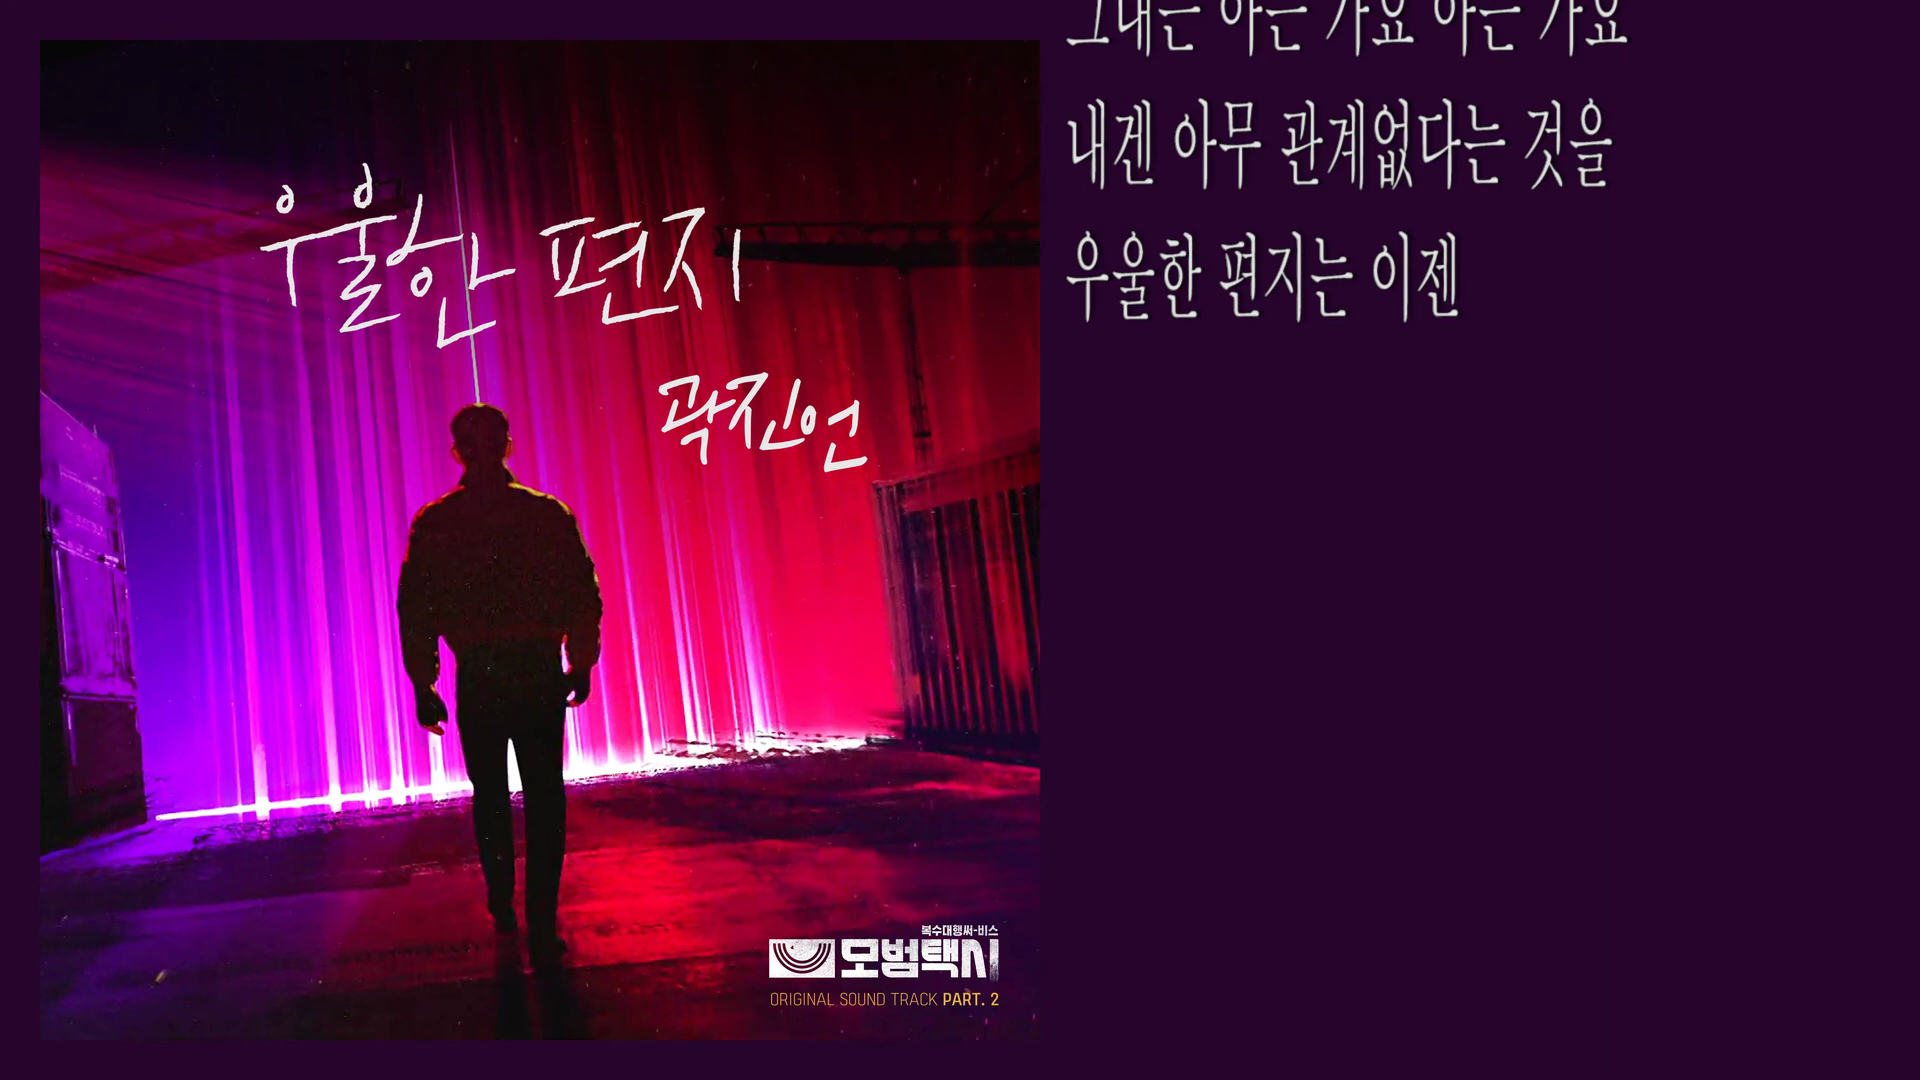 우울한 편지
곽진언
복수대행써-비스
모범택시
ORIGINAL SOUND TRACK PART. 2
그대는 아는 가요 아는 가요
내겐 아무 관계없다는 것을
우울한 편지는 이젠